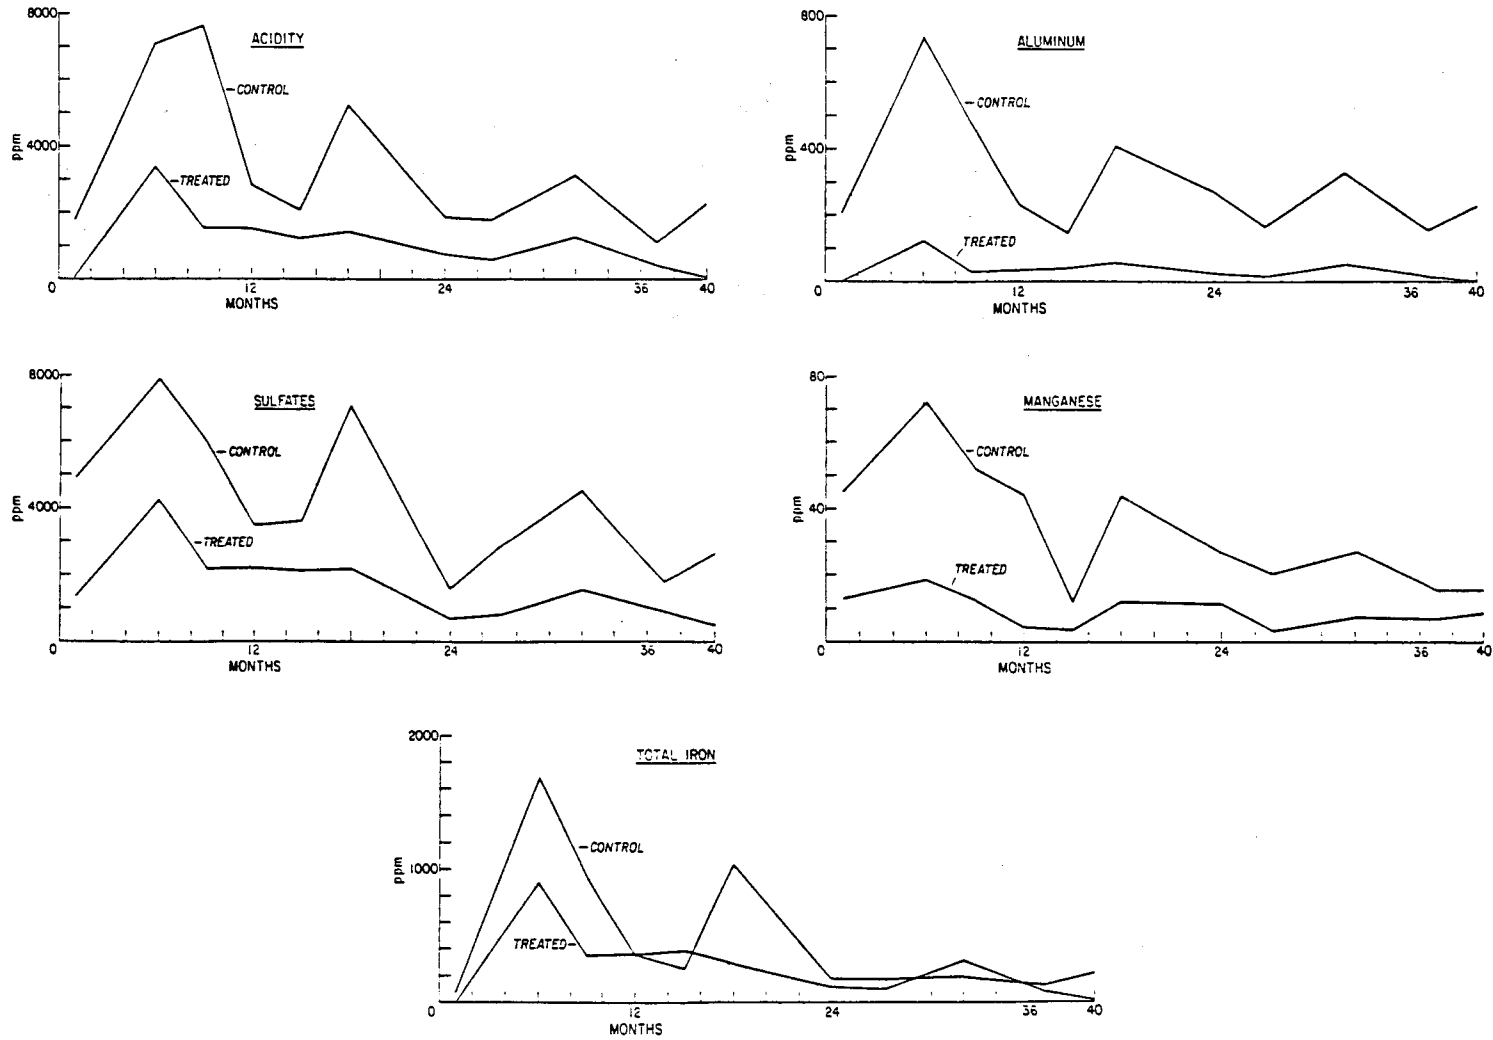 8000
ACIDITY
CONTROL
ppm
4000
TREATED
0
12
24
36
40
MONTHS
800
ALUMINUM
CONTROL
ppm
400
TREATED
0
12
24
36
40
MONTHS
8000
SULFATES
CONTROL
ppm
4000
TREATED
0
12
24
36
40
MONTHS
80
MANGANESE
CONTROL
ppm
40
TREATED
0
12
24
36
40
MONTHS
2000
TOTAL IRON
CONTROL
ppm
1000
TREATED
0
12
24
36
40
MONTHS